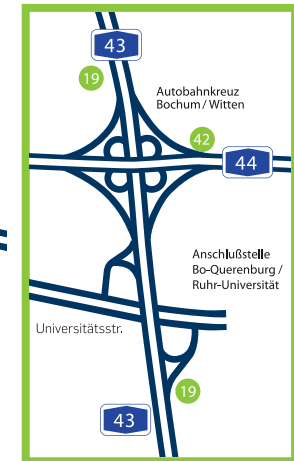 43
19
Autobahnkreuz
Bochum / Witten
42
44
Anschlußstelle
Bo-Querenburg /
Ruhr-Universität
Universitätsstr.
19
43